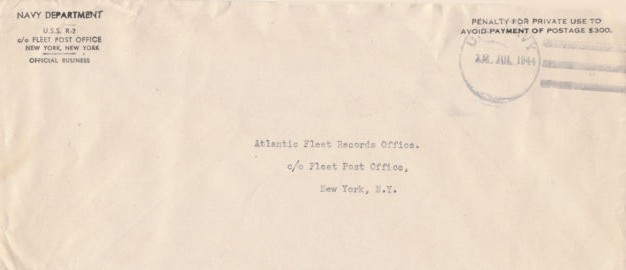 NAVY DEPARTMENT
U.S.S. R-2
c/o FLEET POST OFFICE
NEW YORK, NEW YORK
OFFICIAL BUSINESS
PENALTY FOR PRIVATE USE TO
AVOID PAYMENT OF POSTAGE $300.
JUL 1944
Atlantic Fleet Records Office.
c/o Fleet Post Office,
New York, N.Y.